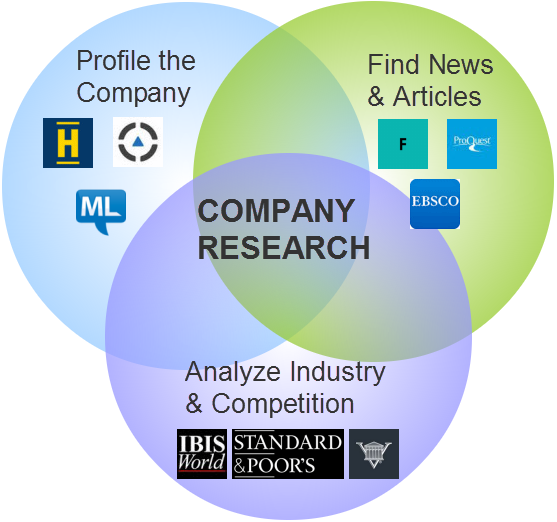 Profile the
Company
H
ML
Find News
& Articles
F
ProQuest
EBSCO
COMPANY
RESEARCH
Analyze Industry
& Competition
IBIS
World
STANDARD
&POOR'S
V